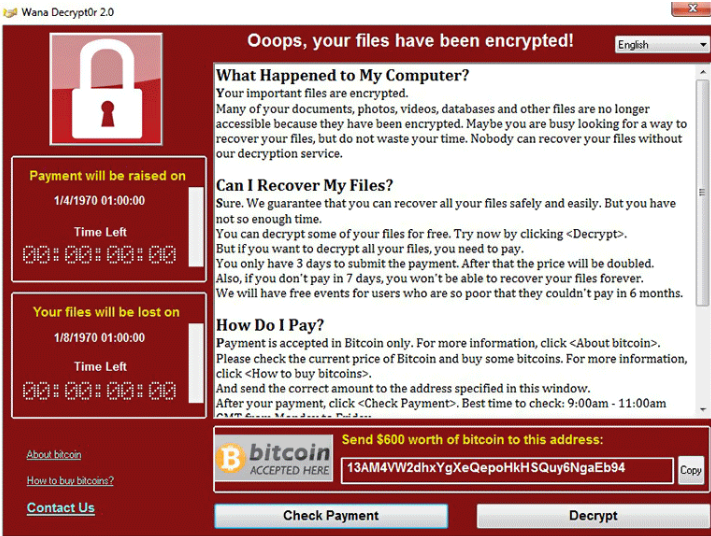 Wana Decrypt0r 2.0
Ooops, your files have been encrypted!
English
Payment will be raised on
1/4/1970 01:00:00
Time Left
00:00:00:00
Your files will be lost on
1/8/1970 01:00:00
Time Left
00:00:00:00
About bitcoin
How to buy bitcoins?
Contact Us
What Happened to My Computer?
Your important files are encrypted.
Many of your documents, photos, videos, databases and other files are no longer
accessible because they have been encrypted. Maybe you are busy looking for a way to
recover your files, but do not waste your time. Nobody can recover your files without
our decryption service.
Can I Recover My Files?
Sure. We guarantee that you can recover all your files safely and easily. But you have
not so enough time.
You can decrypt some of your files for free. Try now by clicking <Decrypt>.
But if you want to decrypt all your files, you need to pay.
You only have 3 days to submit the payment. After that the price will be doubled.
Also, if you don't pay in 7 days, you won't be able to recover your files forever.
We will have free events for users who are so poor that they couldn't pay in 6 months.
How Do I Pay?
Payment is accepted in Bitcoin only. For more information, click <About bitcoin>.
Please check the current price of Bitcoin and buy some bitcoins. For more information,
click <How to buy bitcoins>.
And send the correct amount to the address specified in this window.
After your payment, click <Check Payment>. Best time to check: 9:00am - 11:00am
GMT from Monday to Friday.
bitcoin
ACCEPTED HERE
Send $600 worth of bitcoin to this address:
13AM4VW2dhxYgXeQepoHkHSQuy6NgaEb94
Copy
Check Payment
Decrypt